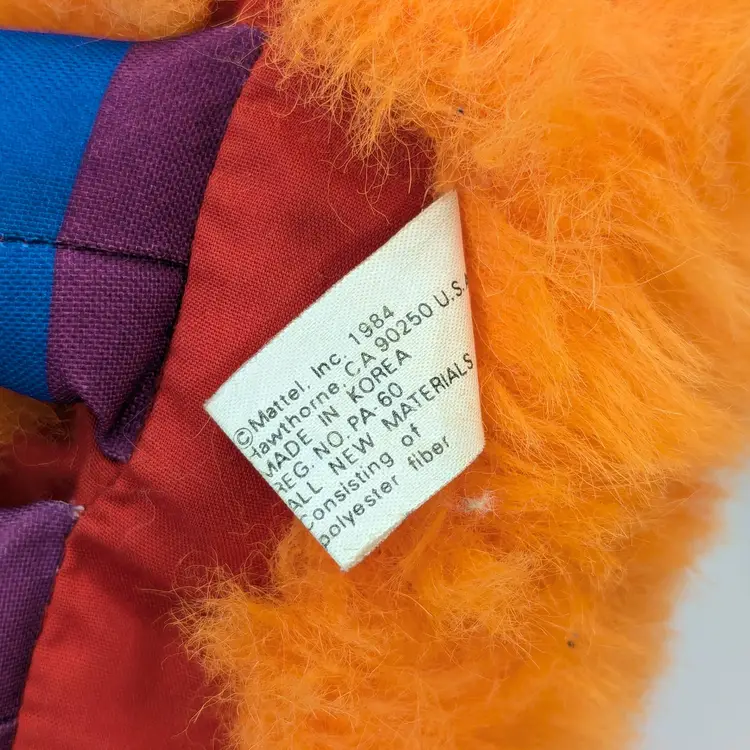 ©Mattel, Inc. 1984
Hawthorne, CA 90250 U.S.A
MADE IN KOREA
REG. NO. PA-60
ALL NEW MATERIALS
Consisting of
polyester fiber